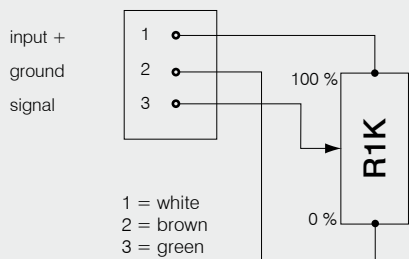 input + 1
ground 2
signal 3
100 %
R1K
0 %
1 = white
2 = brown
3 = green